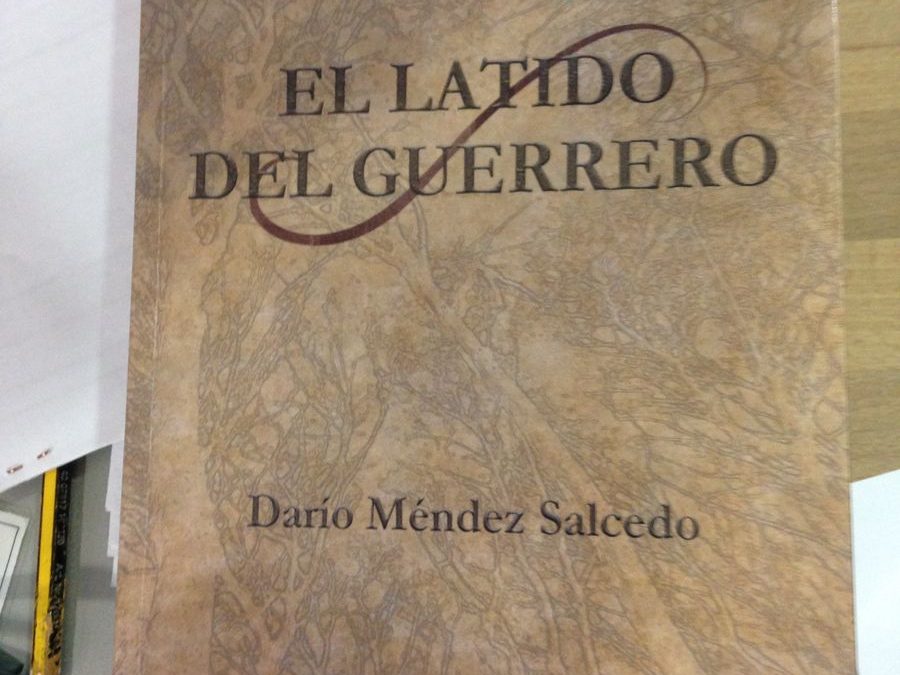 EL LATIDO
DEL GUERRERO
Darío Méndez Salcedo